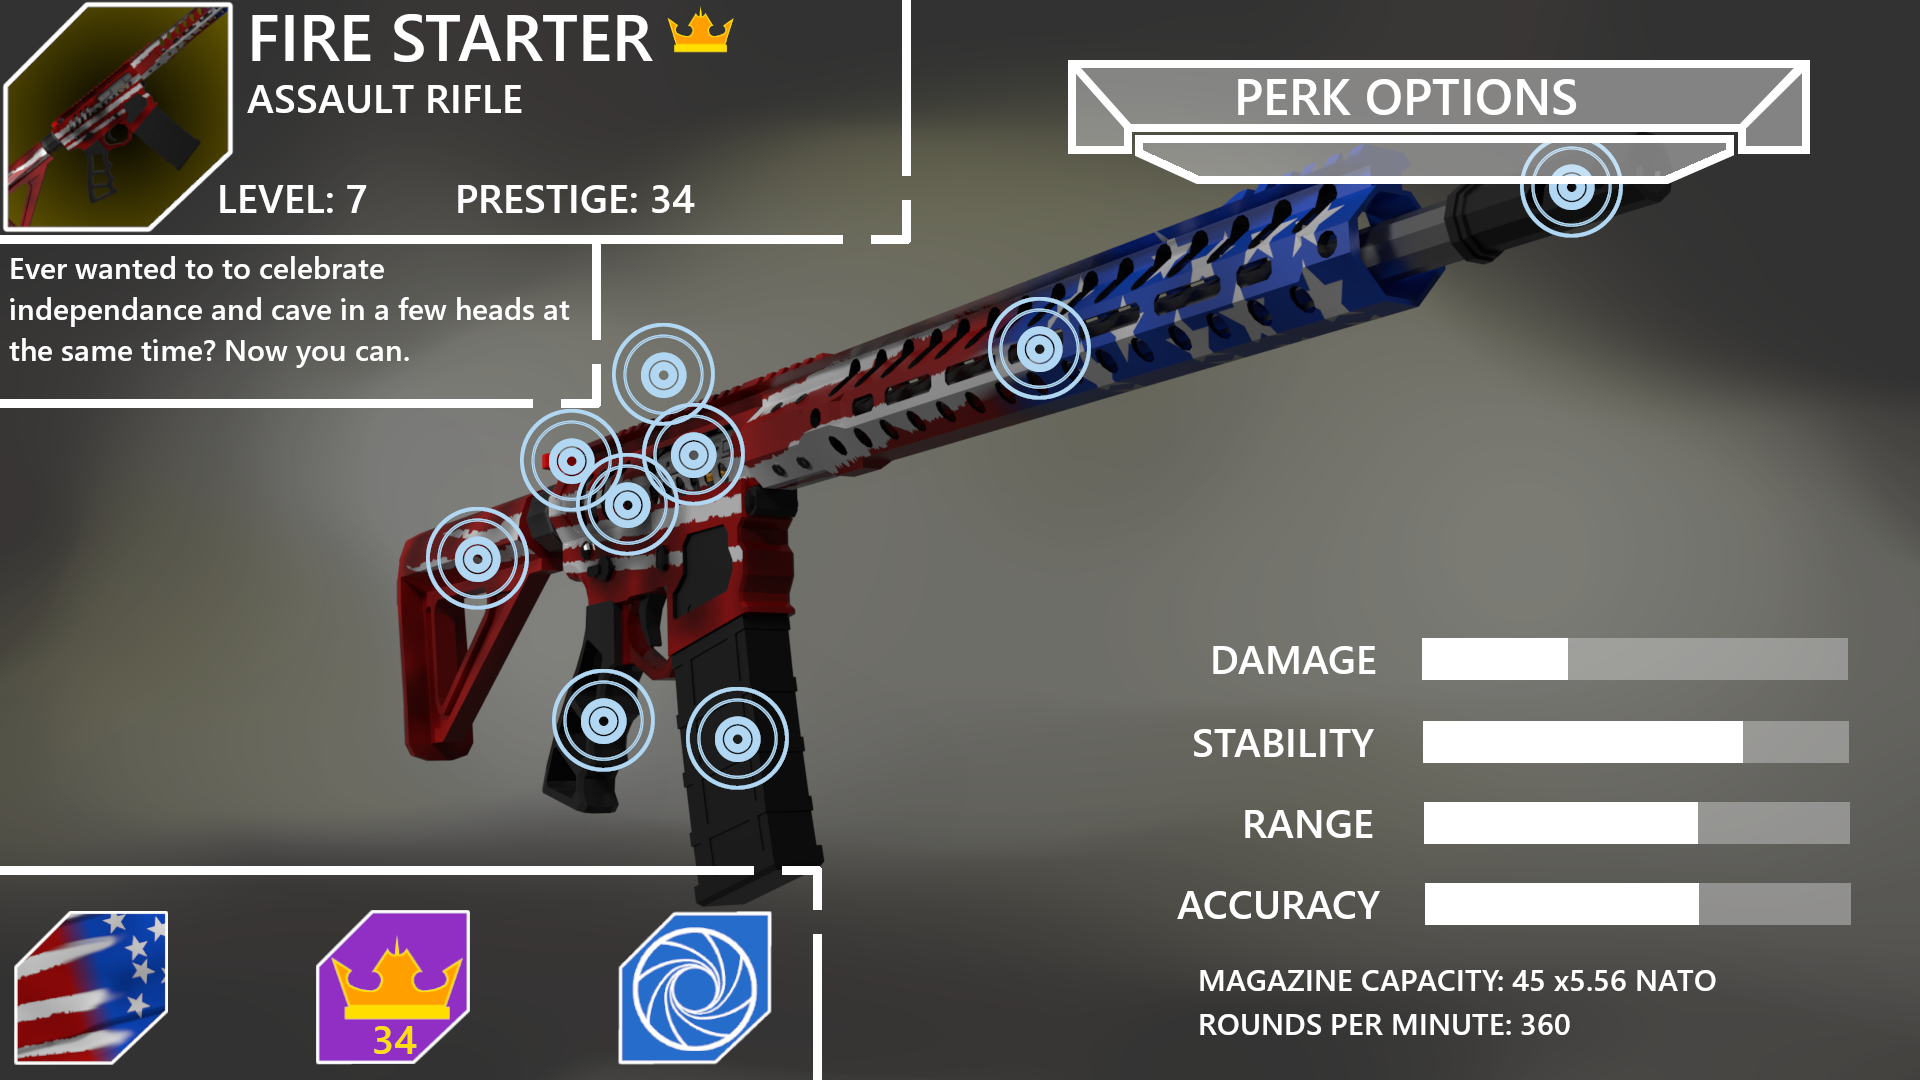 FIRE STARTER
ASSAULT RIFLE
LEVEL: 7
PRESTIGE: 34
Ever wanted to to celebrate
independance and cave in a few heads at
the same time? Now you can.
PERK OPTIONS
DAMAGE
STABILITY
RANGE
ACCURACY
MAGAZINE CAPACITY: 45 x5.56 NATO
ROUNDS PER MINUTE: 360
34